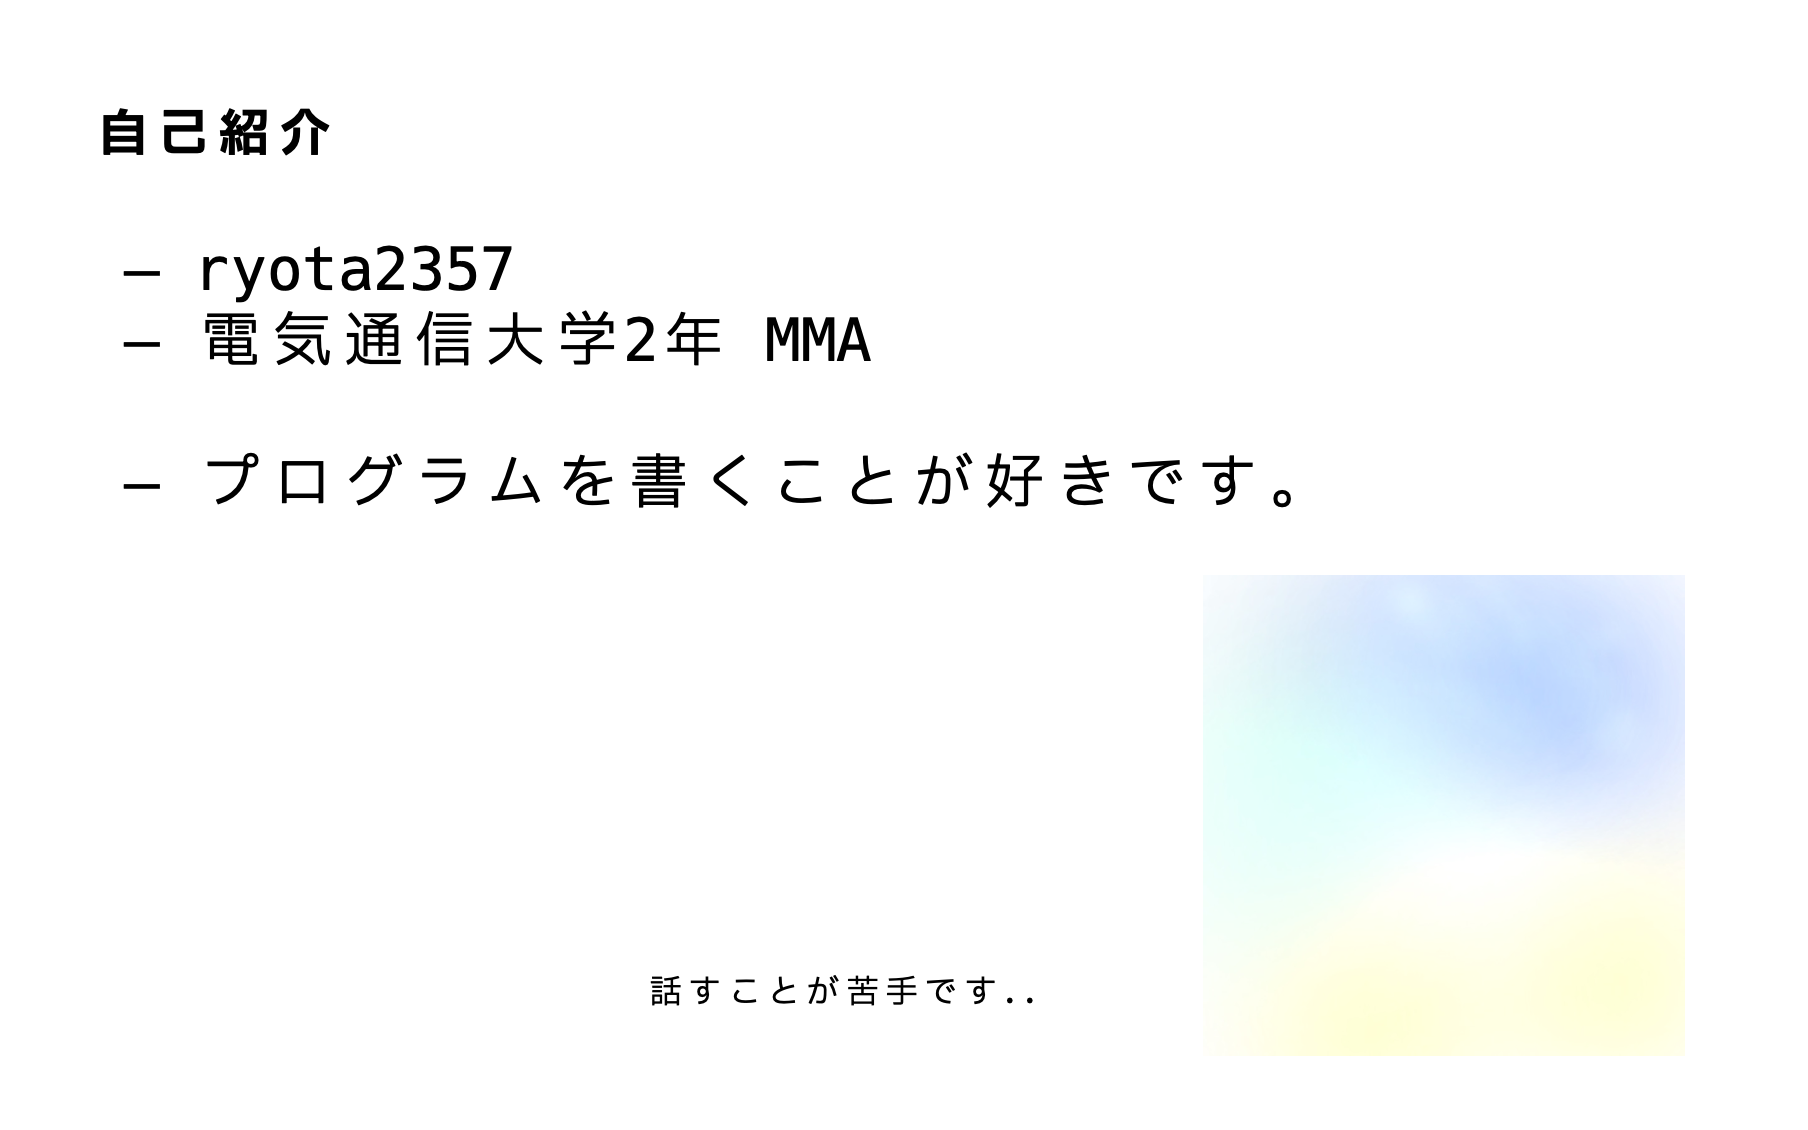 自己紹介
– ryota2357
– 電気通信大学2年 MMA
– プログラムを書くことが好きです。
話すことが苦手です..